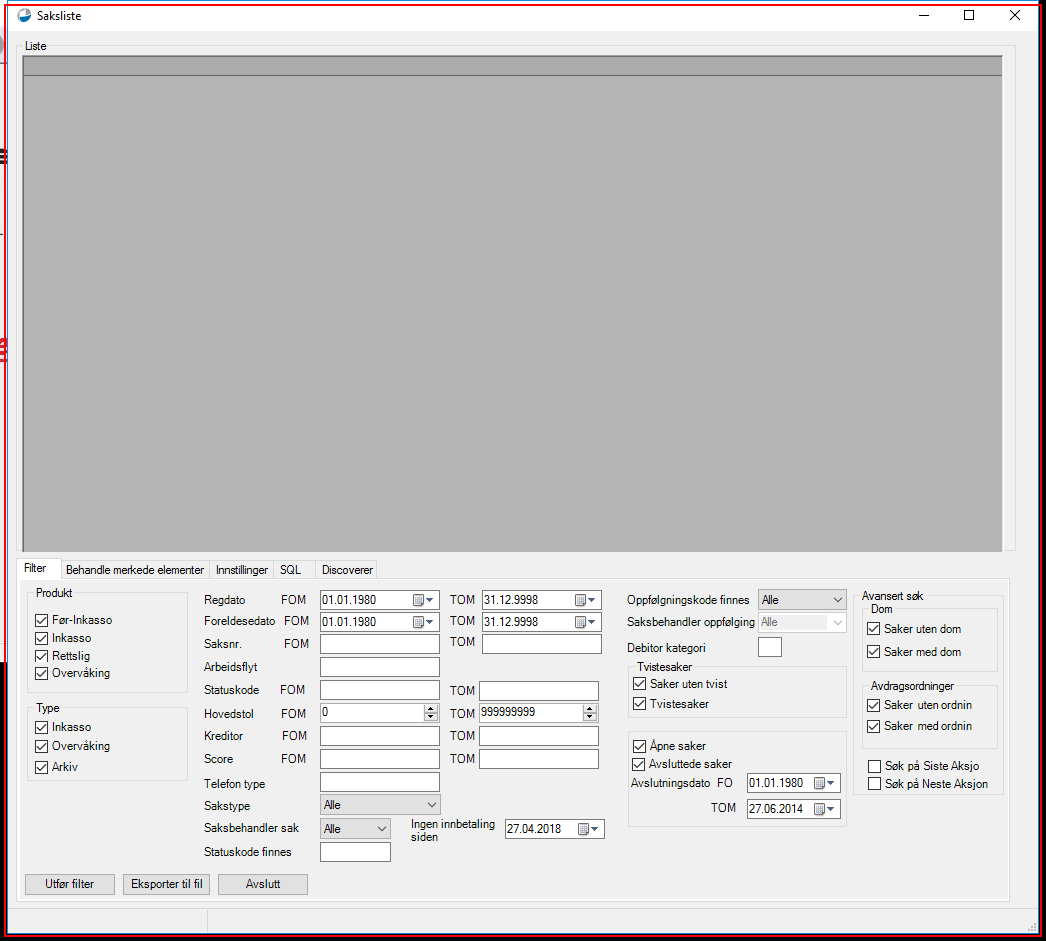 Saksliste
Liste
Filter Behandle merkede elementer Innstillinger SQL Discoverer
Produkt
Før-Inkasso
Inkasso
Rettslig
Overvåking
Type
Inkasso
Overvåking
Arkiv
Regdato FOM 01.01.1980 TOM 31.12.9998
Foreldesedato FOM 01.01.1980 TOM 31.12.9998
Saksnr. FOM TOM
Arbeidsflyt
Statuskode FOM TOM
Hovedstol FOM 0 TOM 999999999
Kreditor FOM TOM
Score FOM TOM
Telefon type
Sakstype Alle
Saksbehandler sak Alle Ingen innbetaling
siden 27.04.2018
Statuskode finnes
Oppfølgningskode finnes Alle
Saksbehandler oppfølging Alle
Debitor kategori
Tvistesaker
Saker uten tvist
Tvistesaker
Åpne saker
Avsluttede saker
Avslutningsdato FO 01.01.1980
TOM 27.06.2014
Avansert søk
Dom
Saker uten dom
Saker med dom
Avdragsordninger
Saker uten ordnin
Saker med ordnin
Søk på Siste Aksjo
Søk på Neste Aksjon
Utfør filter Eksporter til fil Avslutt